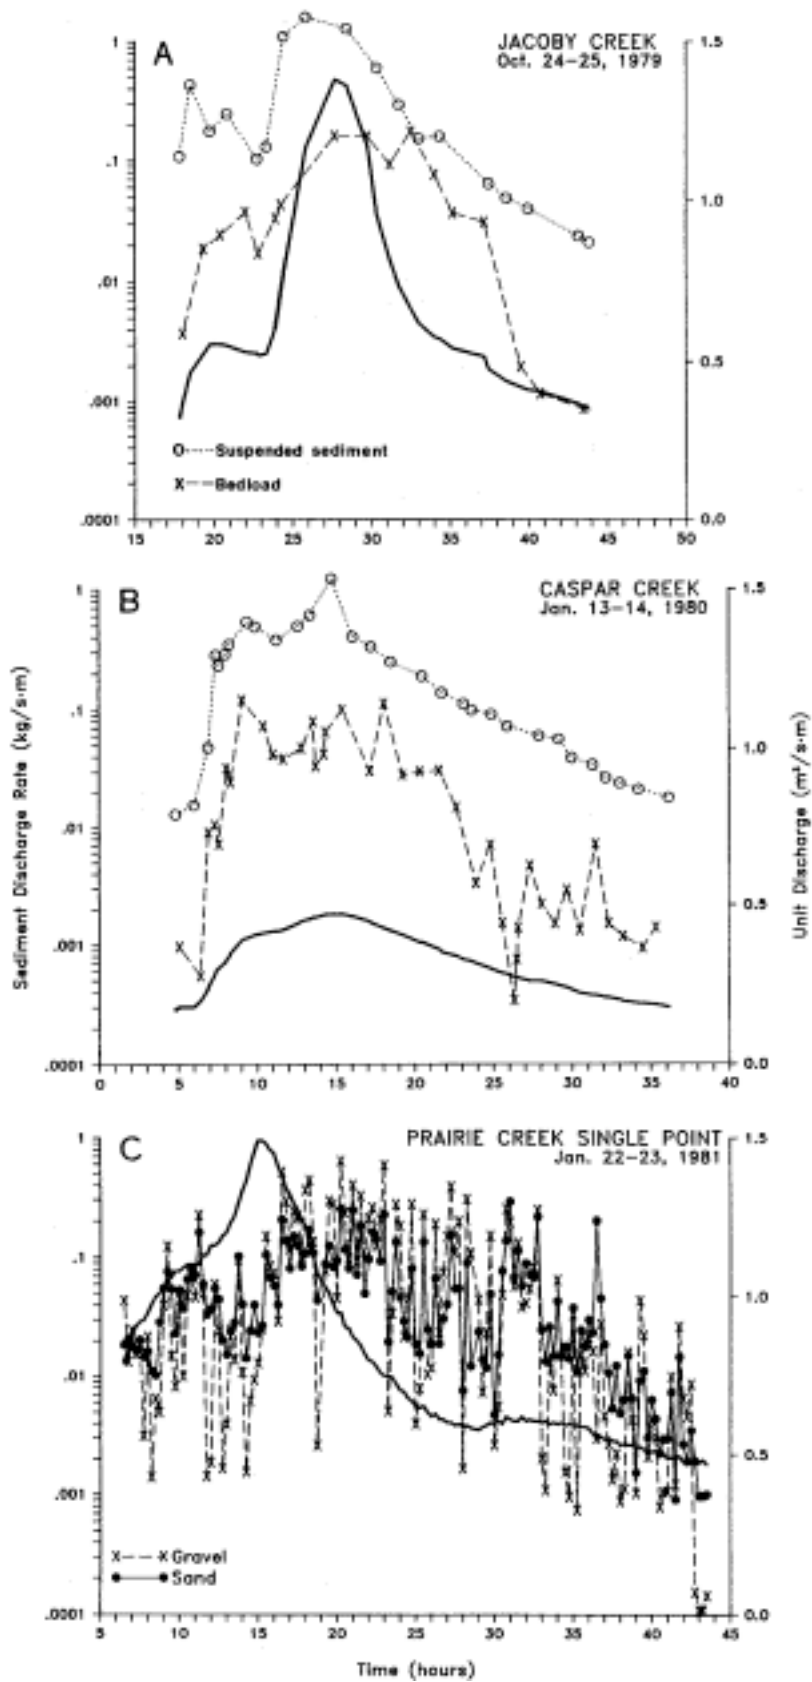 A
JACOBY CREEK
Oct. 24-25, 1979
1
.1
.01
.001
.0001
1.5
1.0
0.5
0.0
O····Suspended sediment
X---Bedload
15 20 25 30 35 40 45 50
B
CASPAR CREEK
Jan. 13-14, 1980
1
.1
.01
.001
.0001
1.5
1.0
0.5
0.0
0 5 10 15 20 25 30 35 40
Sediment Discharge Rate (kg/s·m)
Unit Discharge (m³/s·m)
C
PRAIRIE CREEK SINGLE POINT
Jan. 22-23, 1981
1
.1
.01
.001
.0001
1.5
1.0
0.5
0.0
X---X Gravel
●—● Sand
5 10 15 20 25 30 35 40 45
Time (hours)